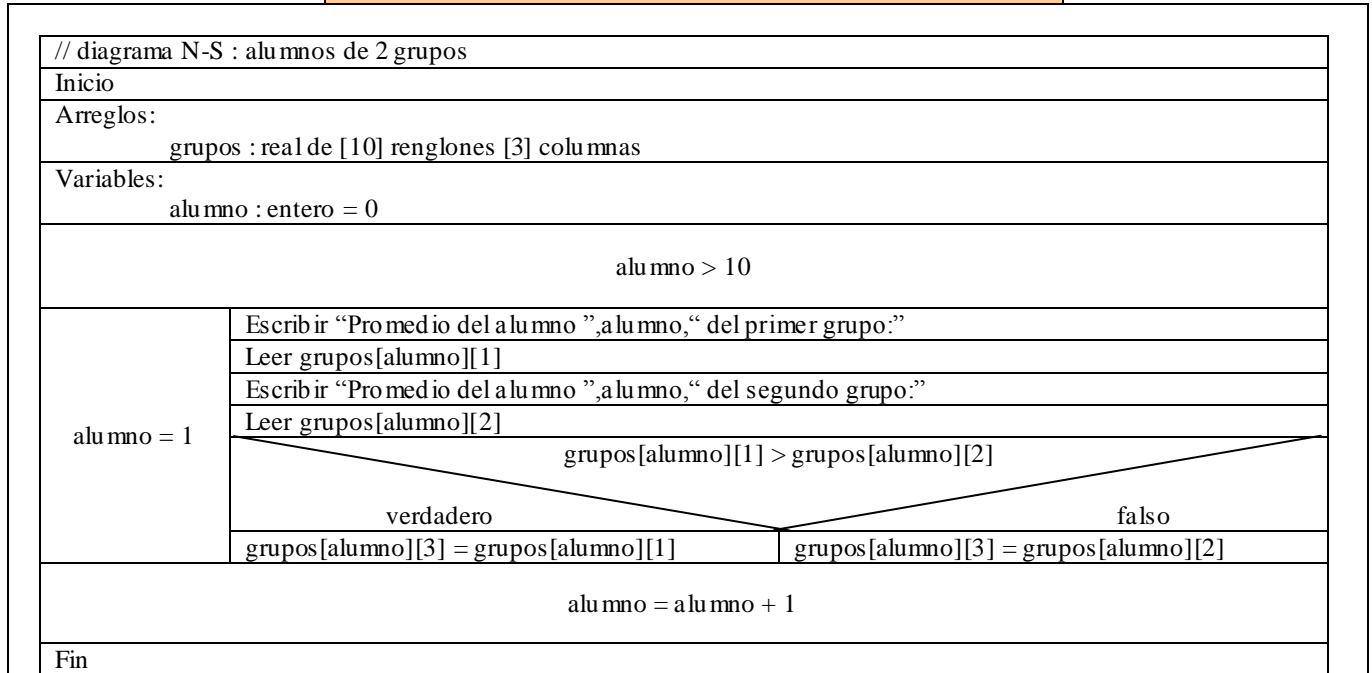 // diagrama N-S : alumnos de 2 grupos
Inicio
Arreglos:
grupos : real de [10] renglones [3] columnas
Variables:
alumno : entero = 0
alumno > 10
Escribir “Promedio del alumno ”,alumno,“ del primer grupo:”
Leer grupos[alumno][1]
Escribir “Promedio del alumno ”,alumno,“ del segundo grupo:”
Leer grupos[alumno][2]
alumno = 1
grupos[alumno][1] > grupos[alumno][2]
verdadero falso
grupos[alumno][3] = grupos[alumno][1] grupos[alumno][3] = grupos[alumno][2]
alumno = alumno + 1
Fin